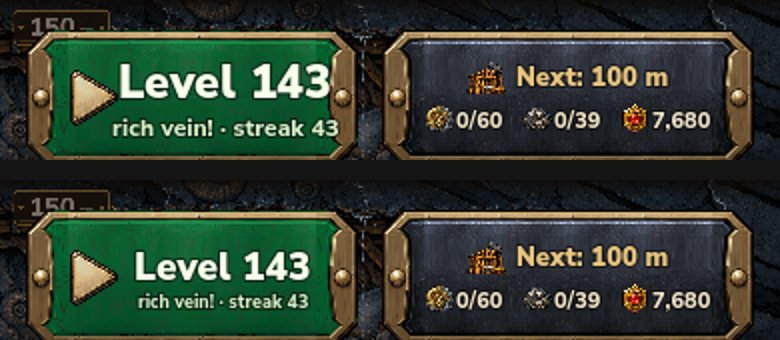 150
Level 143
rich vein! · streak 43
Next: 100 m
0/60 0/39 7,680
150
Level 143
rich vein! · streak 43
Next: 100 m
0/60 0/39 7,680